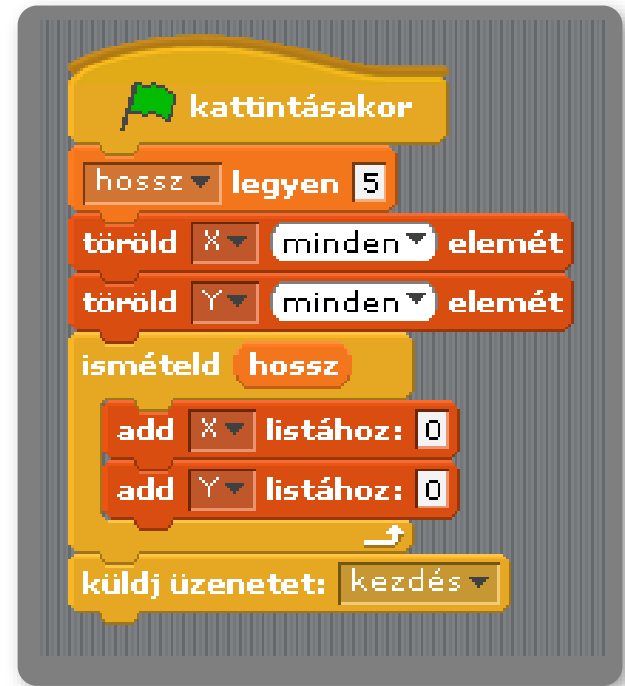 kattintásakor
hossz legyen 5
töröld X minden elemét
töröld Y minden elemét
ismételd hossz
add X listához: 0
add Y listához: 0
küldj üzenetet: kezdés